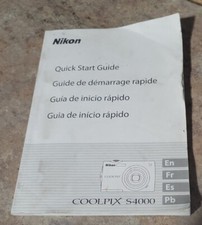 Nikon
Quick Start Guide
Guide de démarrage rapide
Guía de inicio rápido
Guia de início rápido
En
Fr
Es
Pb
COOLPIX S4000